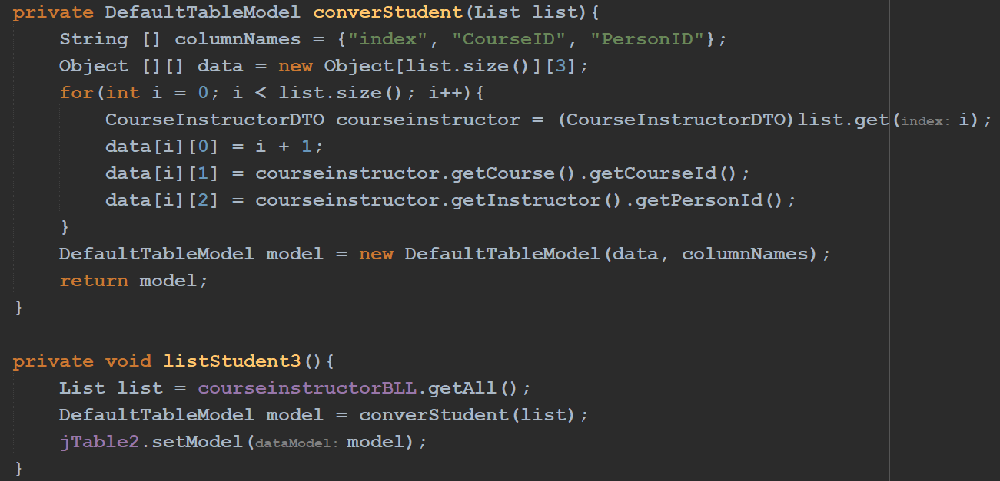 private DefaultTableModel converStudent(List list){
    String [] columnNames = {"index", "CourseID", "PersonID"};
    Object [][] data = new Object[list.size()][3];
    for(int i = 0; i < list.size(); i++){
        CourseInstructorDTO courseinstructor = (CourseInstructorDTO)list.get(index: i);
        data[i][0] = i + 1;
        data[i][1] = courseinstructor.getCourse().getCourseId();
        data[i][2] = courseinstructor.getInstructor().getPersonId();
    }
    DefaultTableModel model = new DefaultTableModel(data, columnNames);
    return model;
}

private void listStudent3(){
    List list = courseinstructorBLL.getAll();
    DefaultTableModel model = converStudent(list);
    jTable2.setModel(dataModel: model);
}